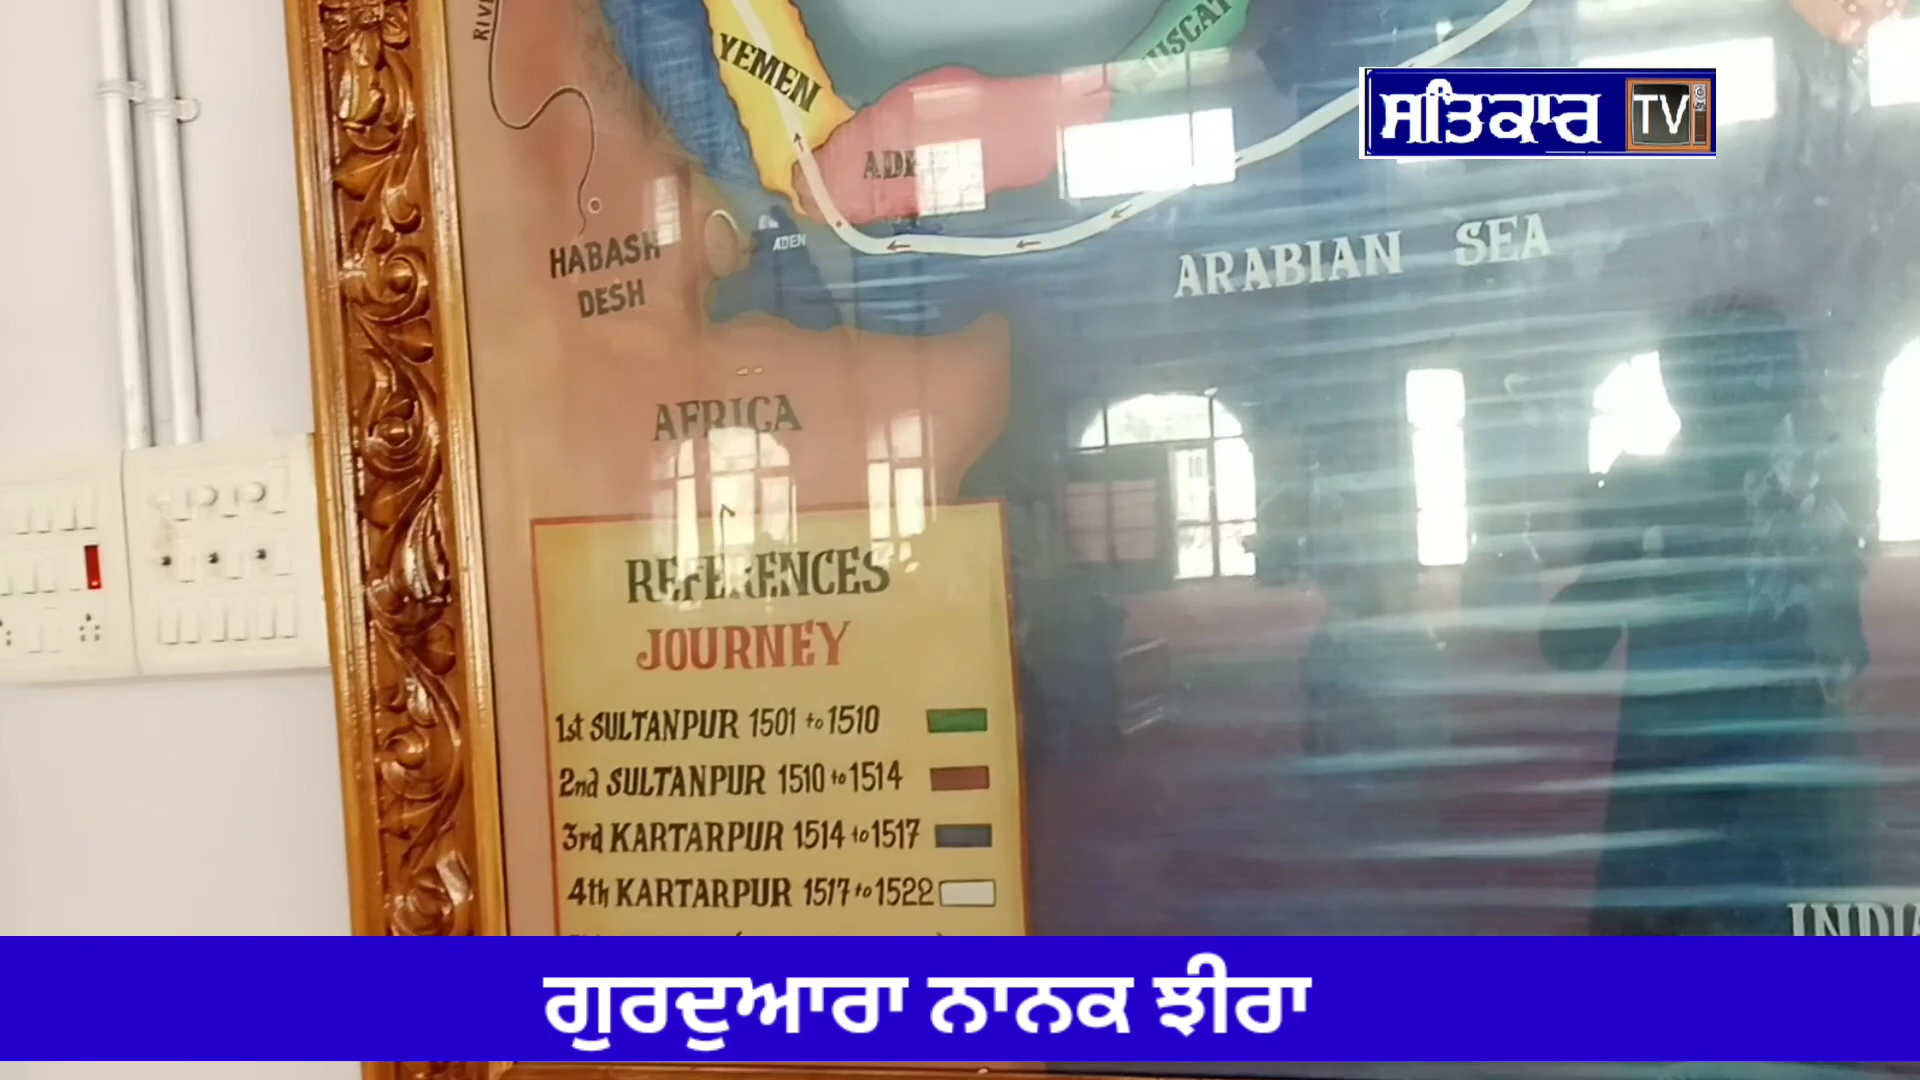 YEMEN
ARABIAN SEA
ADEN
HABASH
DESH
AFRICA
REFERENCES
JOURNEY
1st SULTANPUR 1501 to 1510
2nd SULTANPUR 1510 to 1514
3rd KARTARPUR 1514 to 1517
4th KARTARPUR 1517 to 1522
ਸਤਿਕਾਰ TV
ਗੁਰਦੁਆਰਾ ਨਾਨਕ ਝੀਰਾ